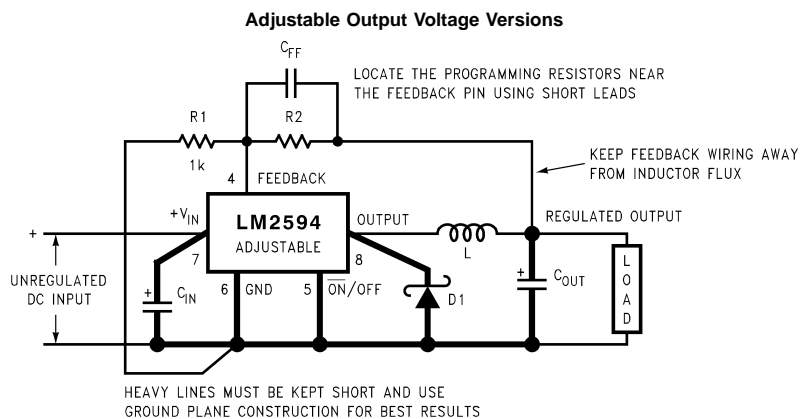 Adjustable Output Voltage Versions
CFF
LOCATE THE PROGRAMMING RESISTORS NEAR
THE FEEDBACK PIN USING SHORT LEADS
R1
R2
1k
KEEP FEEDBACK WIRING AWAY
FROM INDUCTOR FLUX
4
FEEDBACK
+VIN
LM2594
ADJUSTABLE
OUTPUT
REGULATED OUTPUT
+
7
8
L
UNREGULATED
DC INPUT
+
CIN
6
GND
5
ON/OFF
D1
+
COUT
LOAD
HEAVY LINES MUST BE KEPT SHORT AND USE
GROUND PLANE CONSTRUCTION FOR BEST RESULTS